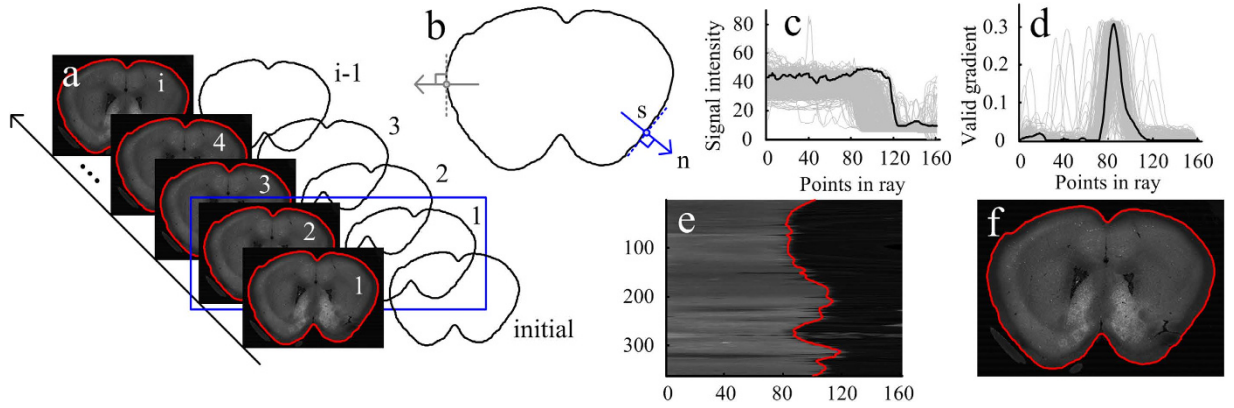 a
i
4
3
2
1
i-1
3
2
1
initial
b
s
n
c
Signal intensity
80
60
40
20
0
0 40 80 120 160
Points in ray
d
Valid gradient
0.3
0.2
0.1
0
0 40 80 120 160
Points in ray
e
100
200
300
0 40 80 120 160
f